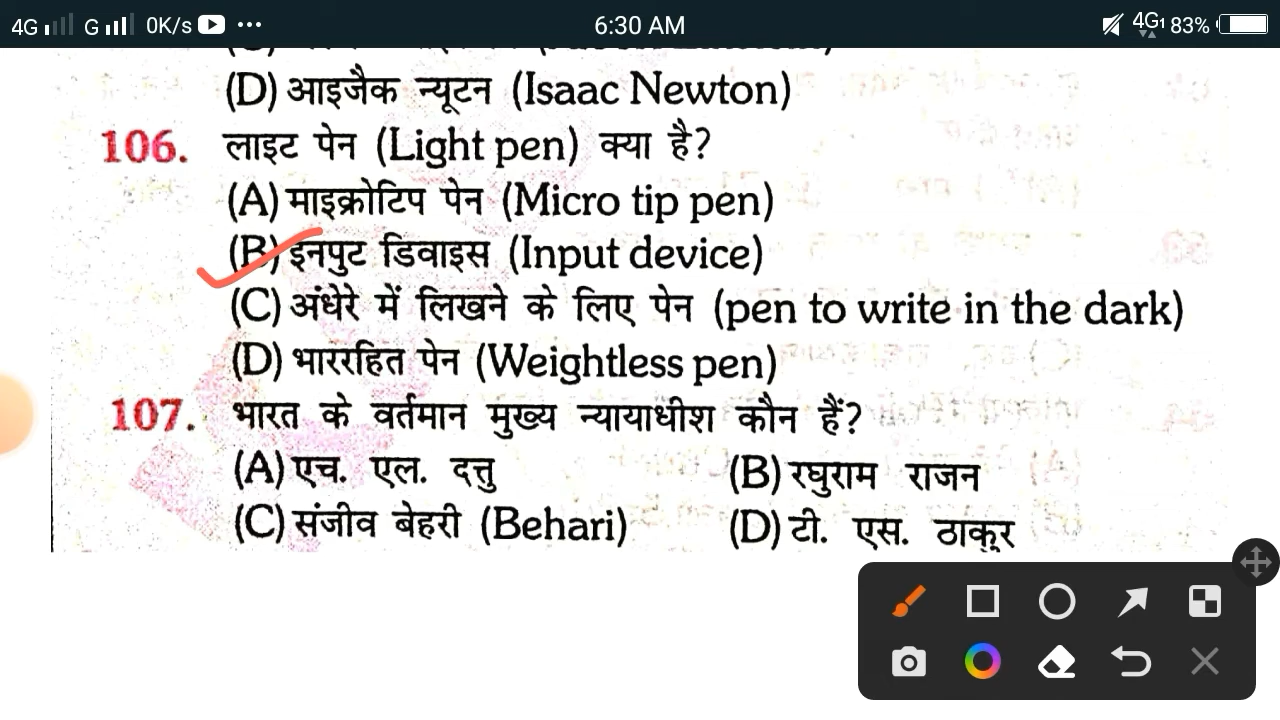 4G G 0K/s ••• 6:30 AM 4G1 83%
(D) आइजैक न्यूटन (Isaac Newton)
106. लाइट पेन (Light pen) क्या है?
(A) माइक्रोटिप पेन (Micro tip pen)
(B) इनपुट डिवाइस (Input device)
(C) अंधेरे में लिखने के लिए पेन (pen to write in the dark)
(D) भाररहित पेन (Weightless pen)
107. भारत के वर्तमान मुख्य न्यायाधीश कौन हैं?
(A) एच. एल. दत्तु (B) रघुराम राजन
(C) संजीव बेहरी (Behari) (D) टी. एस. ठाकुर